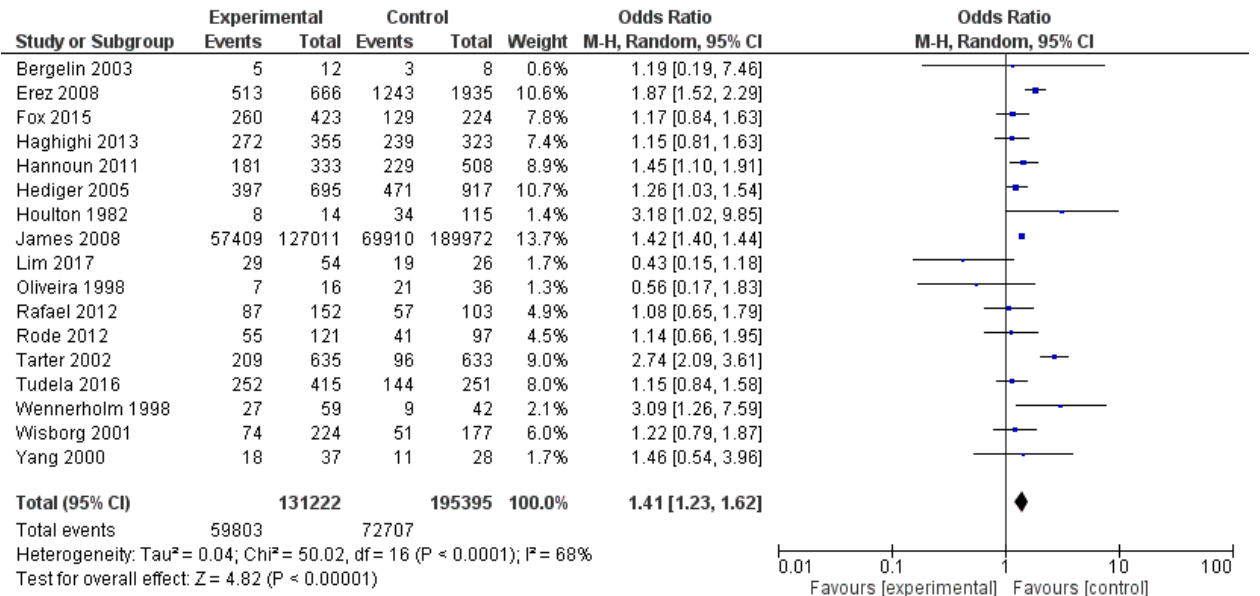 Experimental Control Odds Ratio Odds Ratio
Study or Subgroup Events Total Events Total Weight M-H, Random, 95% CI M-H, Random, 95% CI
Bergelin 2003 5 12 3 8 0.6% 1.19 [0.19, 7.46]
Erez 2008 513 666 1243 1935 10.6% 1.87 [1.52, 2.29]
Fox 2015 260 423 129 224 7.8% 1.17 [0.84, 1.63]
Haghighi 2013 272 355 239 323 7.4% 1.15 [0.81, 1.63]
Hannoun 2011 181 333 229 508 8.9% 1.45 [1.10, 1.91]
Hediger 2005 397 695 471 917 10.7% 1.26 [1.03, 1.54]
Houlton 1982 8 14 34 115 1.4% 3.18 [1.02, 9.85]
James 2008 57409 127011 69910 189972 13.7% 1.42 [1.40, 1.44]
Lim 2017 29 54 19 26 1.7% 0.43 [0.15, 1.18]
Oliveira 1998 7 16 21 36 1.3% 0.56 [0.17, 1.83]
Rafael 2012 87 152 57 103 4.9% 1.08 [0.65, 1.79]
Rode 2012 55 121 41 97 4.5% 1.14 [0.66, 1.95]
Tarter 2002 209 635 96 633 9.0% 2.74 [2.09, 3.61]
Tudela 2016 252 415 144 251 8.0% 1.15 [0.84, 1.58]
Wennerholm 1998 27 59 9 42 2.1% 3.09 [1.26, 7.59]
Wisborg 2001 74 224 51 177 6.0% 1.22 [0.79, 1.87]
Yang 2000 18 37 11 28 1.7% 1.46 [0.54, 3.96]
Total (95% CI) 131222 195395 100.0% 1.41 [1.23, 1.62]
Total events 59803 72707
Heterogeneity: Tau² = 0.04; Chi² = 50.02, df = 16 (P < 0.0001); I² = 68%
Test for overall effect: Z = 4.82 (P < 0.00001)
0.01 0.1 1 10 100
Favours [experimental] Favours [control]